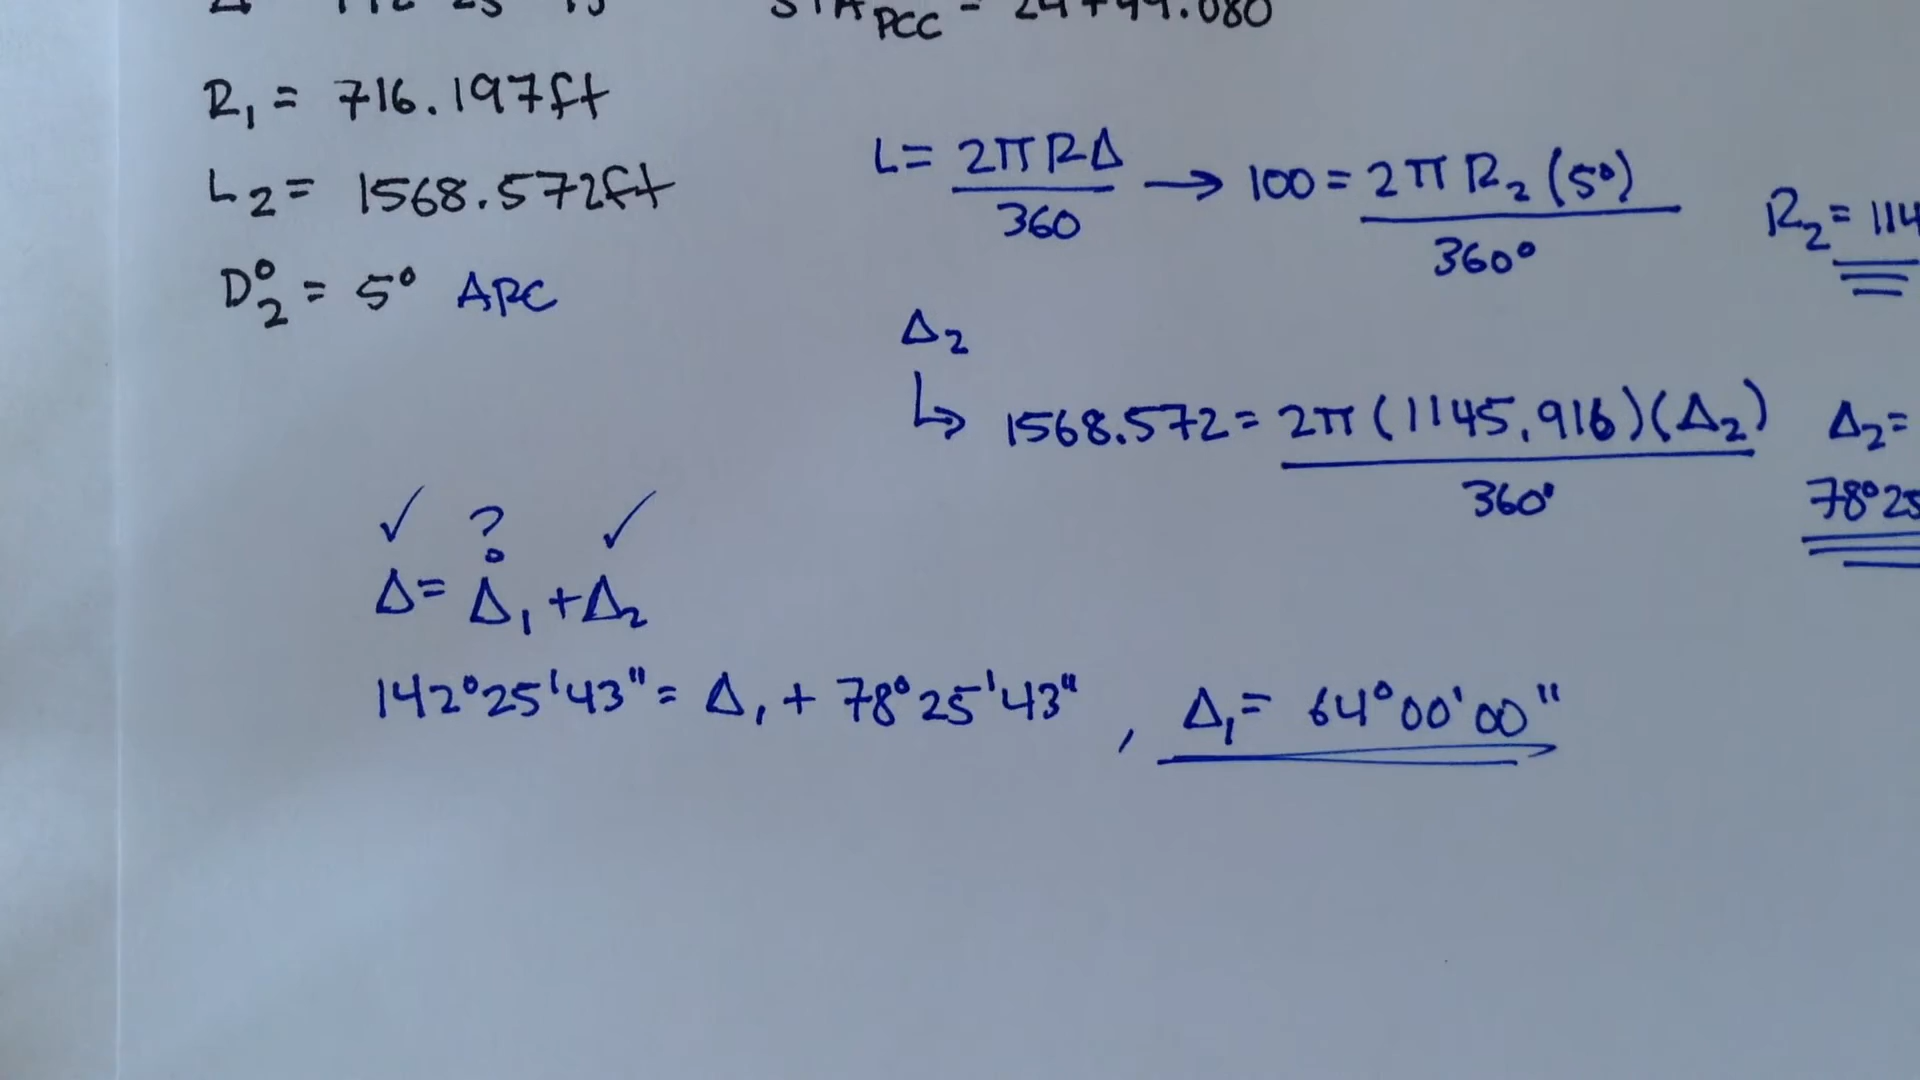 STA PCC = 24+99.080
R₁ = 716.197ft
L₂ = 1568.572ft
D°₂ = 5° ARC
L = 2πRΔ / 360 → 100 = 2πR₂(5°) / 360°
R₂ = 114
Δ₂
↳ 1568.572 = 2π(1145.916)(Δ₂) / 360°
Δ₂ =
78°25
✓ ? ✓
Δ = Δ₁ + Δ₂
142°25'43" = Δ₁ + 78°25'43" , Δ₁ = 64°00'00"